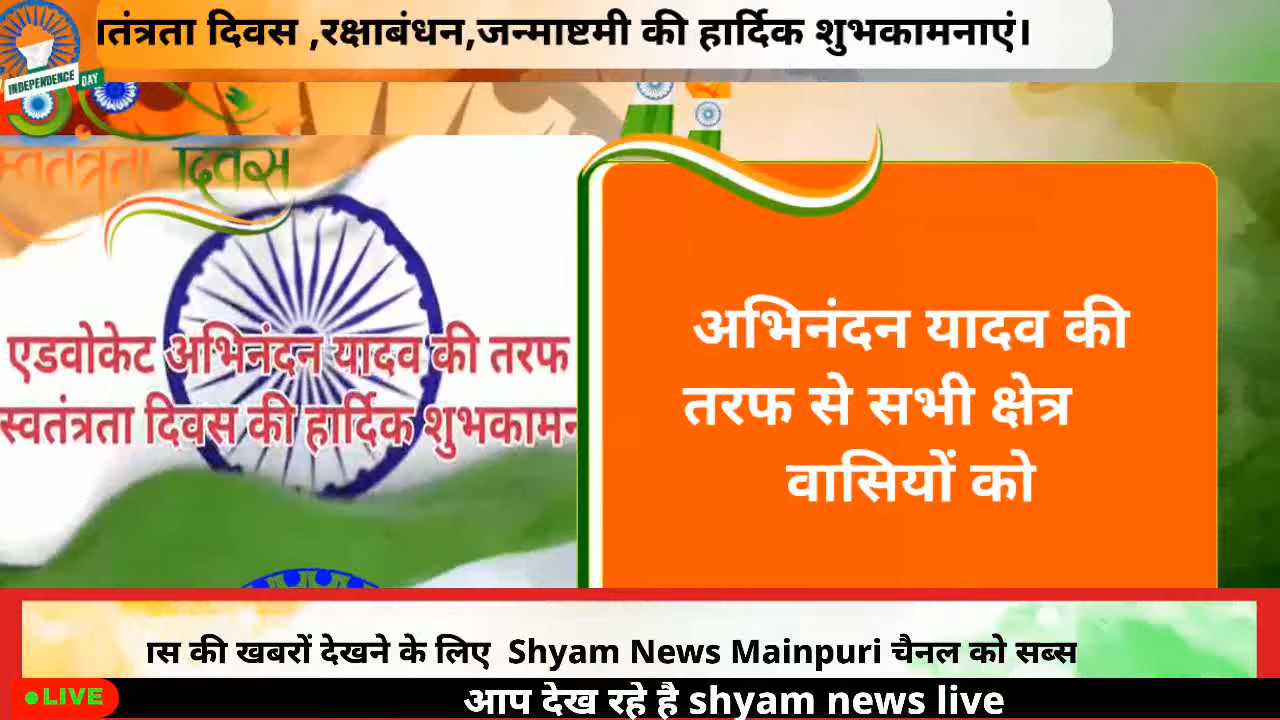 तंत्रता दिवस ,रक्षाबंधन,जन्माष्टमी की हार्दिक शुभकामनाएं।
INDEPENDENCE DAY
स्वतंत्रता दिवस
एडवोकेट अभिनंदन यादव की तरफ
स्वतंत्रता दिवस की हार्दिक शुभकामन
अभिनंदन यादव की
तरफ से सभी क्षेत्र
वासियों को
ास की खबरों देखने के लिए Shyam News Mainpuri चैनल को सब्स
LIVE
आप देख रहे है shyam news live